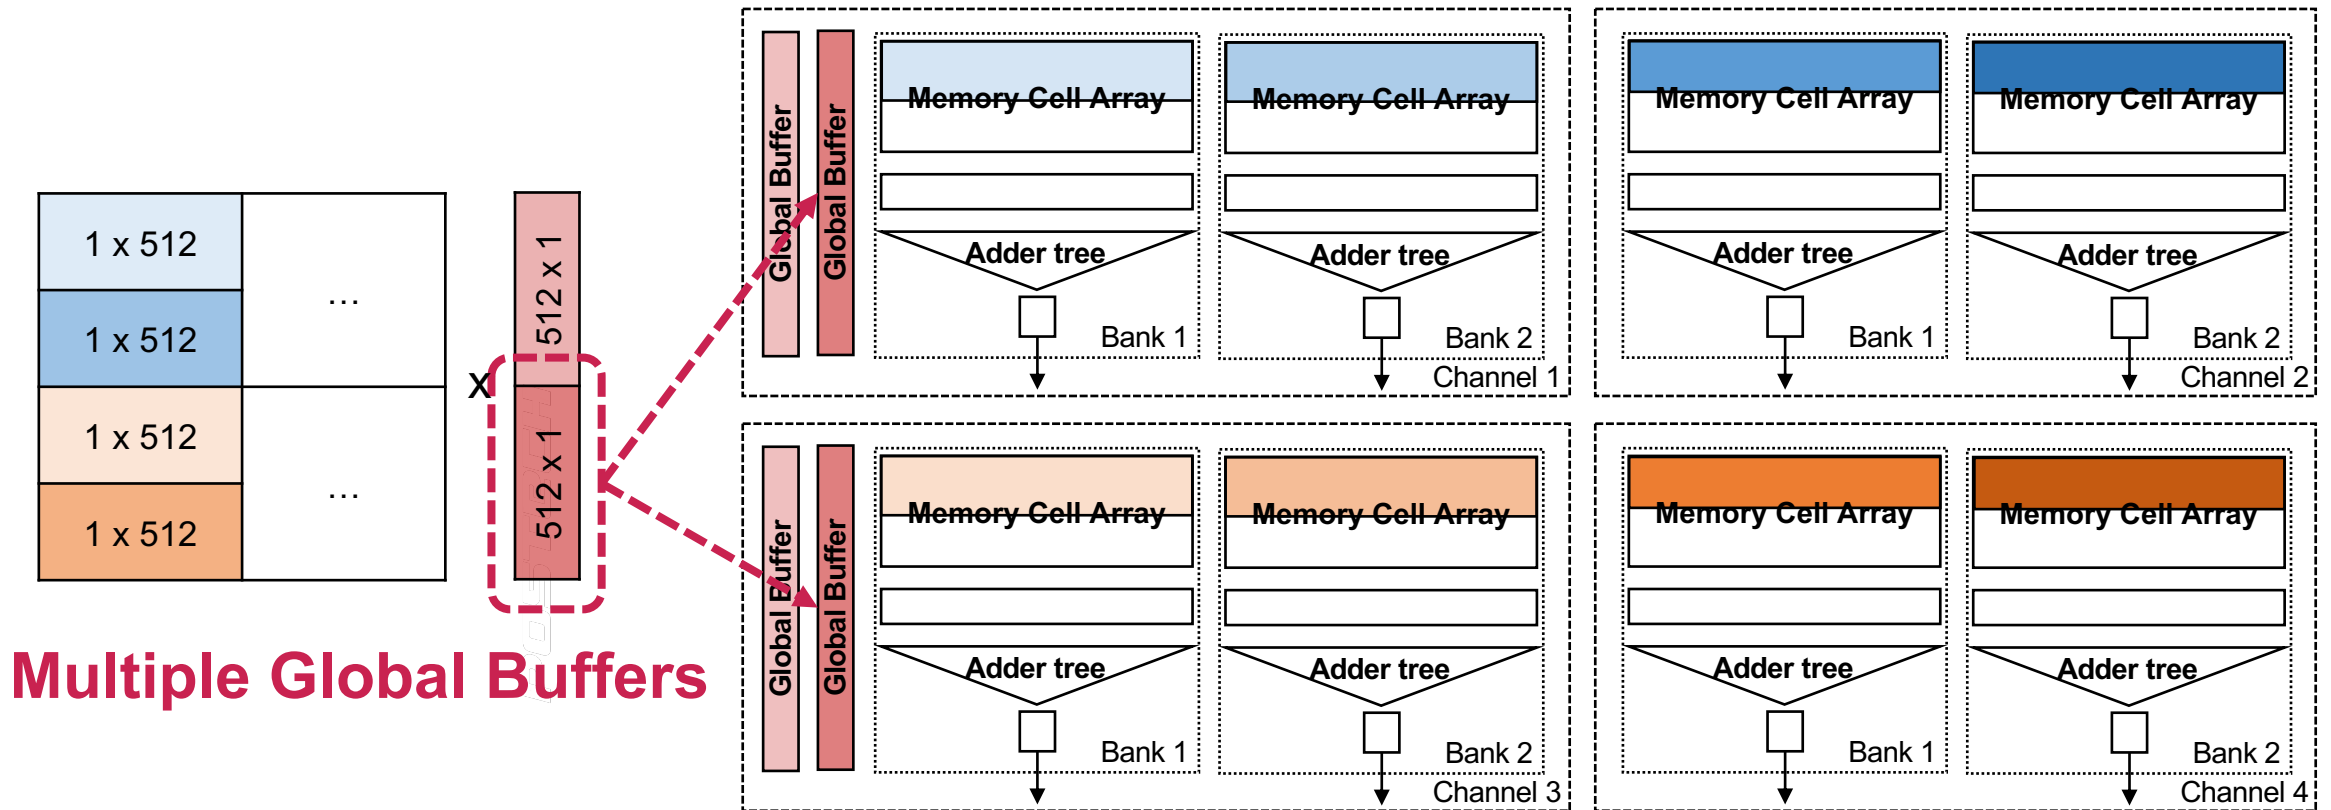 1 x 512
1 x 512
1 x 512
1 x 512
...
...
x
512 x 1
512 x 1
Multiple Global Buffers
Global Buffer
Global Buffer
Memory Cell Array
Adder tree
Bank 1
Memory Cell Array
Adder tree
Bank 2
Channel 1
Memory Cell Array
Adder tree
Bank 1
Memory Cell Array
Adder tree
Bank 2
Channel 2
Global Buffer
Global Buffer
Memory Cell Array
Adder tree
Bank 1
Memory Cell Array
Adder tree
Bank 2
Channel 3
Memory Cell Array
Adder tree
Bank 1
Memory Cell Array
Adder tree
Bank 2
Channel 4